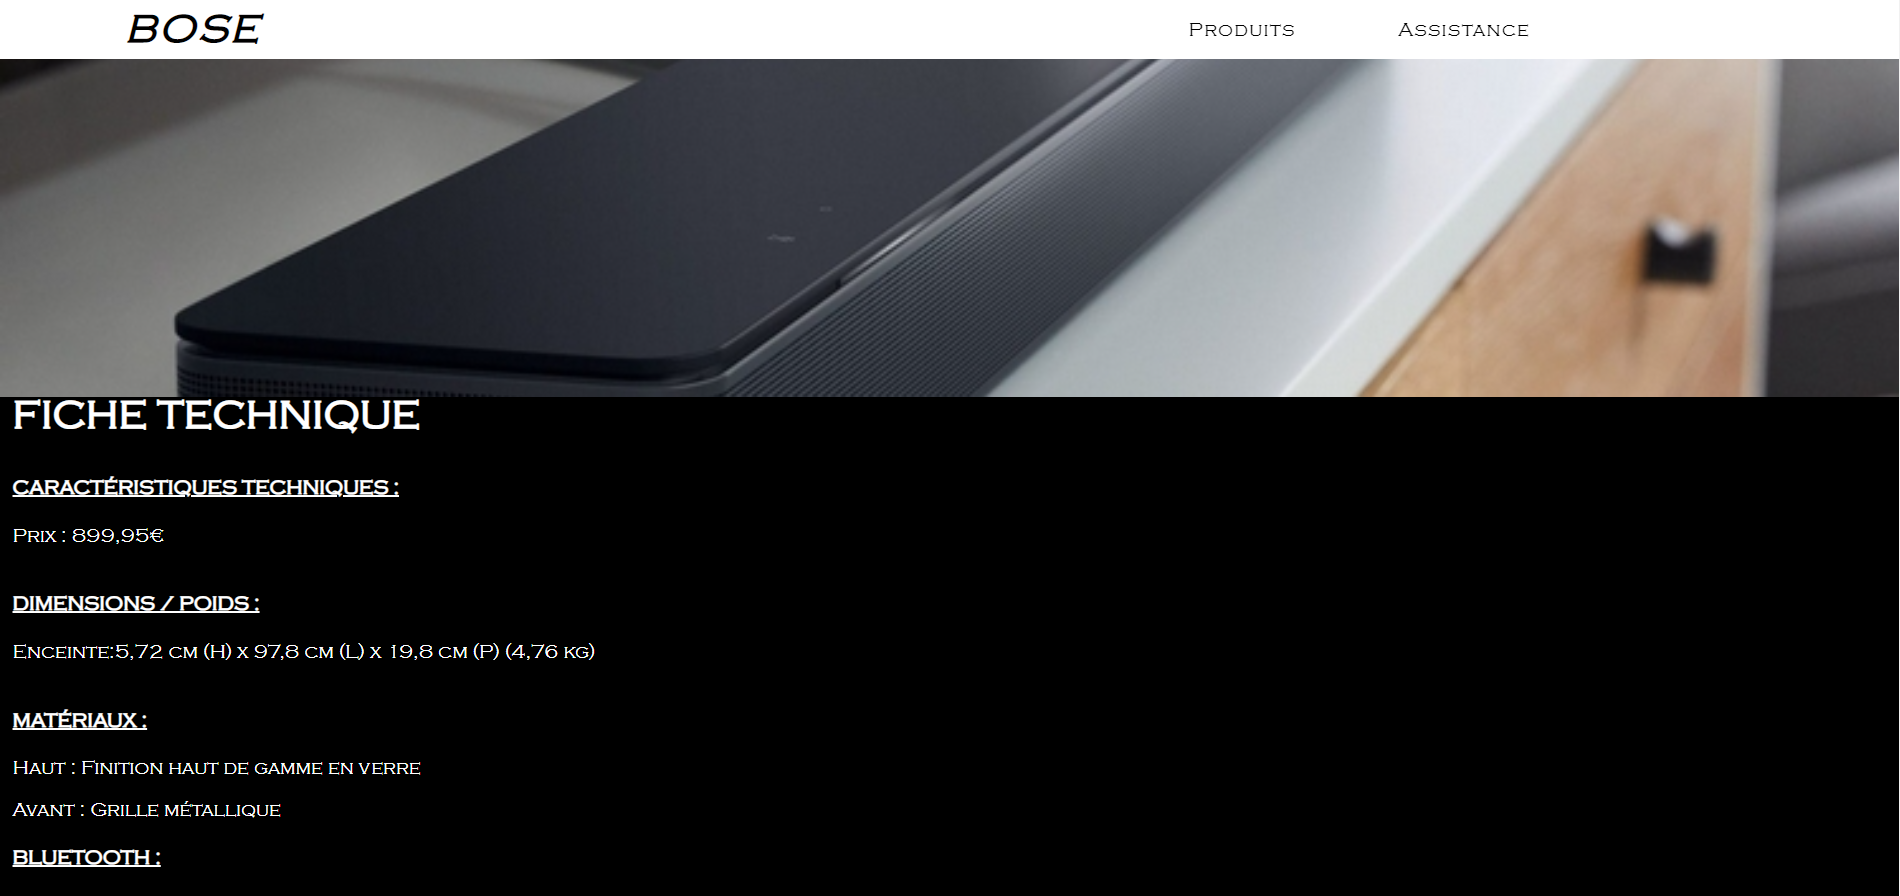 BOSE
Produits Assistance
FICHE TECHNIQUE
CARACTÉRISTIQUES TECHNIQUES :
Prix : 899,95€
DIMENSIONS / POIDS :
Enceinte:5,72 cm (H) x 97,8 cm (L) x 19,8 cm (P) (4,76 kg)
MATÉRIAUX :
Haut : Finition haut de gamme en verre
Avant : Grille métallique
BLUETOOTH :